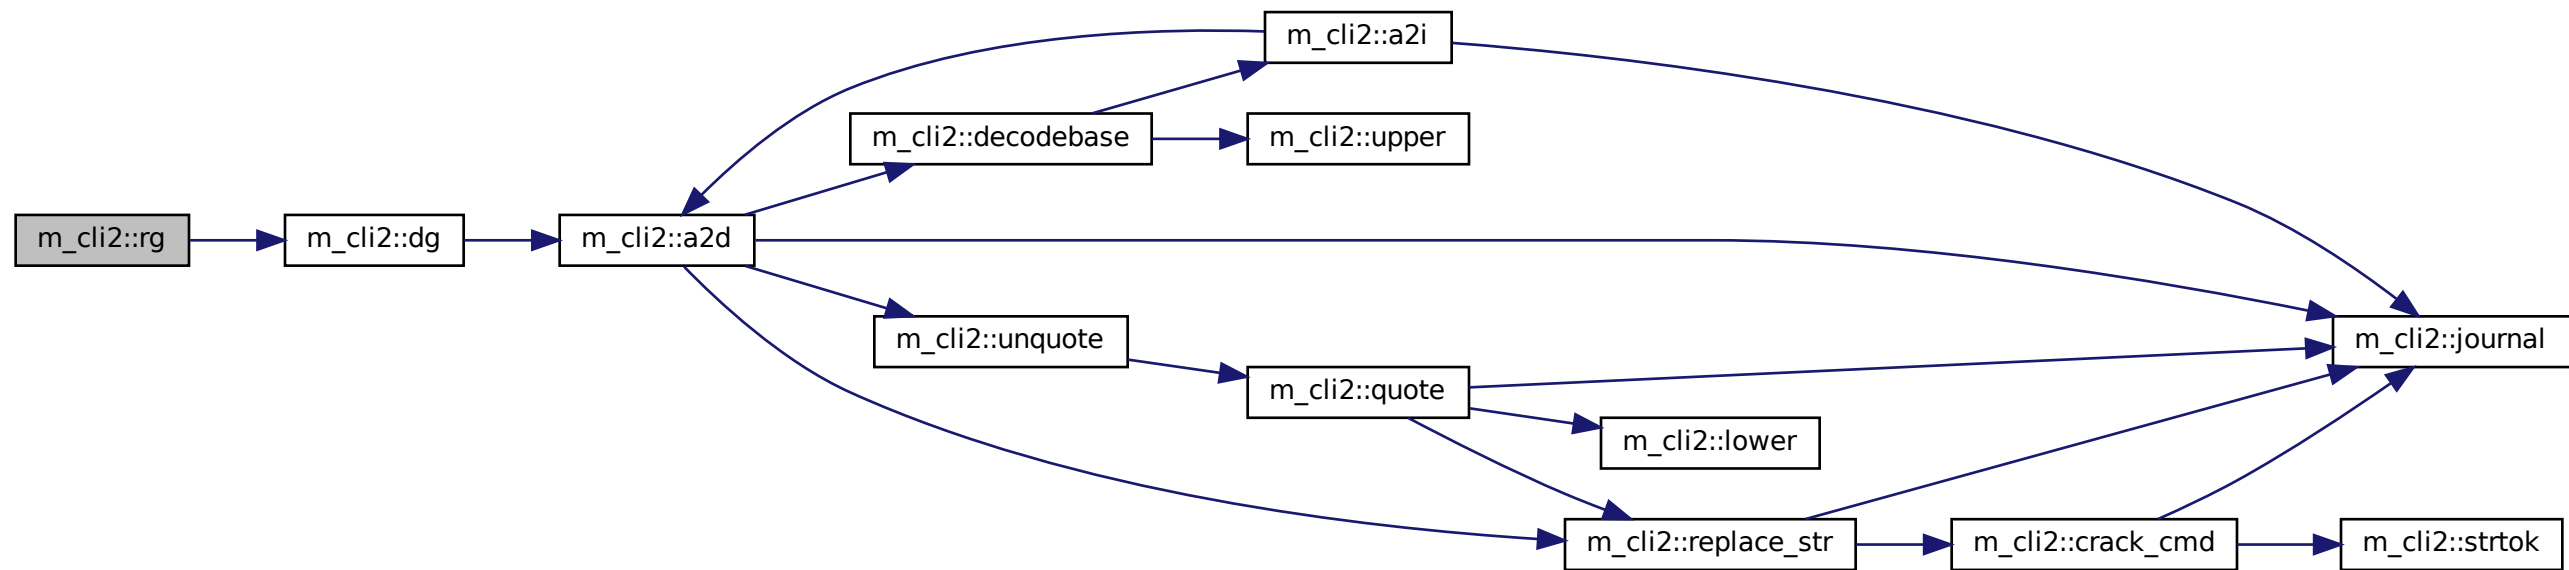 m_cli2::a2i
m_cli2::decodebase
m_cli2::upper
m_cli2::rg
m_cli2::dg
m_cli2::a2d
m_cli2::unquote
m_cli2::journal
m_cli2::quote
m_cli2::lower
m_cli2::replace_str
m_cli2::crack_cmd
m_cli2::strtok